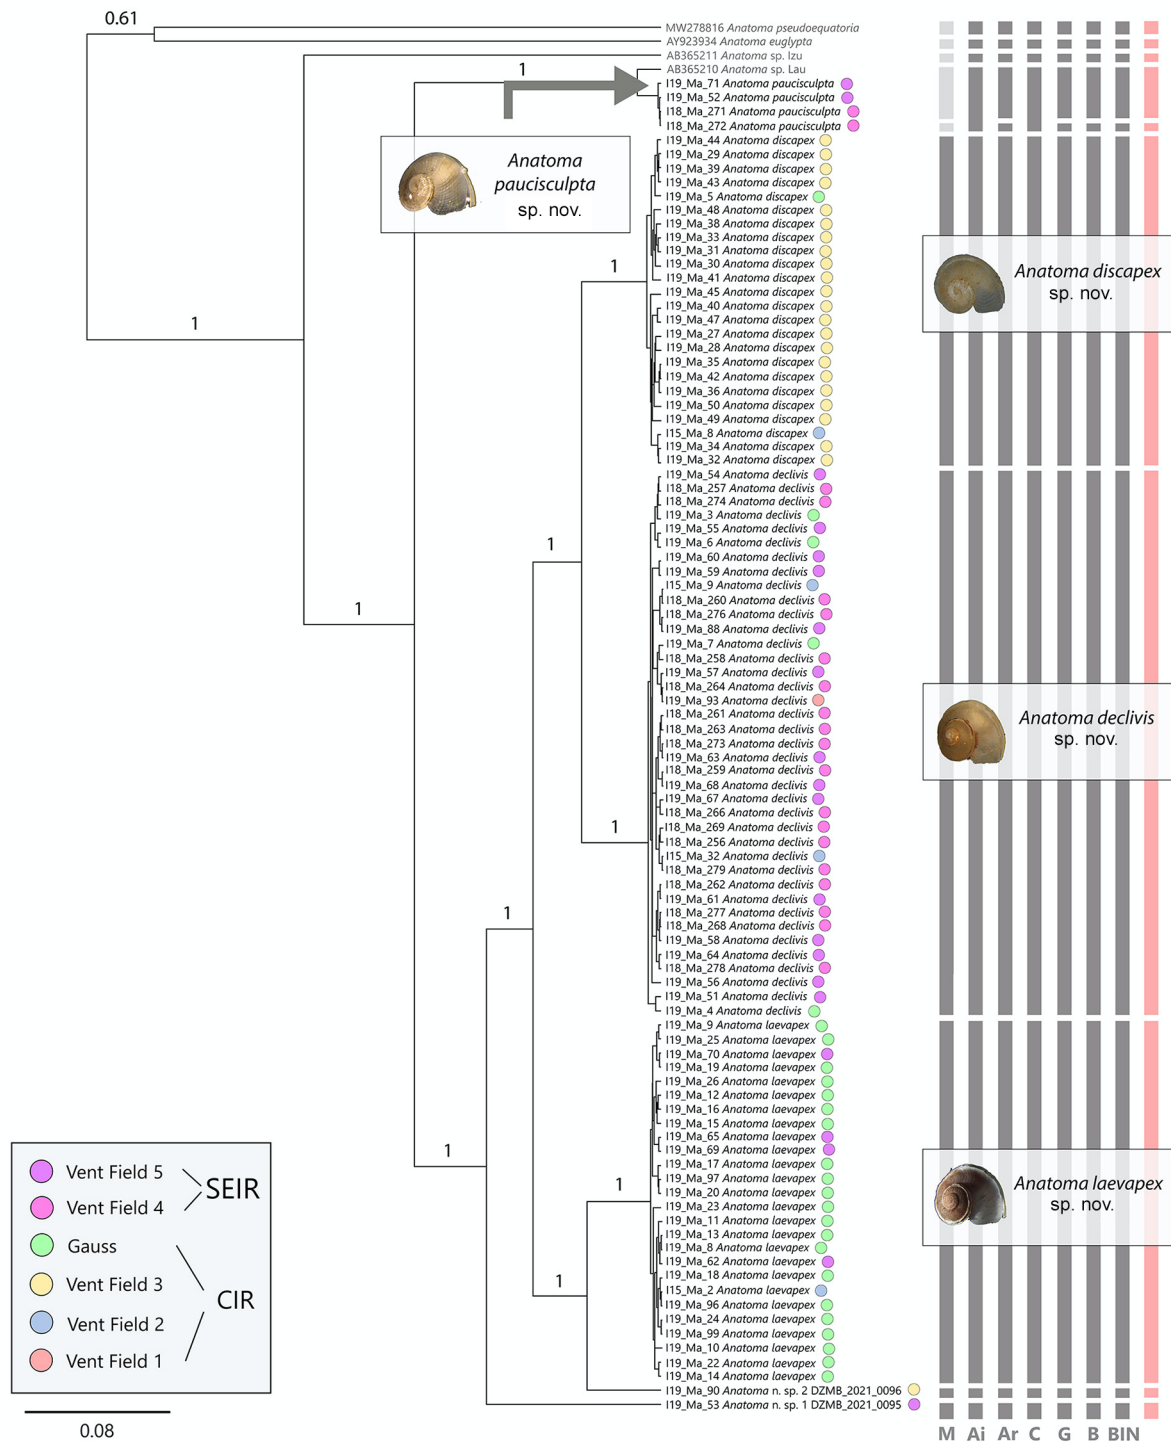 0.61
MW278816 Anatoma pseudoequatoria
AY923934 Anatoma euglypta
AB365211 Anatoma sp. Izu
AB365210 Anatoma sp. Lau
1
I19_Ma_71 Anatoma paucisculpta
I19_Ma_52 Anatoma paucisculpta
I18_Ma_271 Anatoma paucisculpta
I18_Ma_272 Anatoma paucisculpta
Anatoma
paucisculpta
sp. nov.
I19_Ma_44 Anatoma discapex
I19_Ma_29 Anatoma discapex
I19_Ma_39 Anatoma discapex
I19_Ma_43 Anatoma discapex
I19_Ma_5 Anatoma discapex
I19_Ma_48 Anatoma discapex
I19_Ma_38 Anatoma discapex
I19_Ma_33 Anatoma discapex
I19_Ma_31 Anatoma discapex
I19_Ma_30 Anatoma discapex
1
I19_Ma_41 Anatoma discapex
I19_Ma_45 Anatoma discapex
I19_Ma_40 Anatoma discapex
I19_Ma_47 Anatoma discapex
1
I19_Ma_27 Anatoma discapex
I19_Ma_28 Anatoma discapex
I19_Ma_35 Anatoma discapex
I19_Ma_42 Anatoma discapex
I19_Ma_36 Anatoma discapex
I19_Ma_50 Anatoma discapex
I19_Ma_49 Anatoma discapex
I15_Ma_8 Anatoma discapex
I19_Ma_34 Anatoma discapex
I19_Ma_32 Anatoma discapex
Anatoma discapex
sp. nov.
I19_Ma_54 Anatoma declivis
I18_Ma_257 Anatoma declivis
I18_Ma_274 Anatoma declivis
I19_Ma_3 Anatoma declivis
I19_Ma_55 Anatoma declivis
I19_Ma_6 Anatoma declivis
1
I19_Ma_60 Anatoma declivis
I19_Ma_59 Anatoma declivis
I15_Ma_9 Anatoma declivis
I18_Ma_260 Anatoma declivis
1
I18_Ma_276 Anatoma declivis
I19_Ma_88 Anatoma declivis
I19_Ma_7 Anatoma declivis
I18_Ma_258 Anatoma declivis
I19_Ma_57 Anatoma declivis
I18_Ma_264 Anatoma declivis
I19_Ma_93 Anatoma declivis
I18_Ma_261 Anatoma declivis
I18_Ma_263 Anatoma declivis
I18_Ma_273 Anatoma declivis
I19_Ma_63 Anatoma declivis
I18_Ma_259 Anatoma declivis
I19_Ma_68 Anatoma declivis
I19_Ma_67 Anatoma declivis
I18_Ma_266 Anatoma declivis
1
I18_Ma_269 Anatoma declivis
I18_Ma_256 Anatoma declivis
I15_Ma_32 Anatoma declivis
I18_Ma_279 Anatoma declivis
I18_Ma_262 Anatoma declivis
I19_Ma_61 Anatoma declivis
1
I18_Ma_277 Anatoma declivis
I18_Ma_268 Anatoma declivis
I19_Ma_58 Anatoma declivis
I19_Ma_64 Anatoma declivis
I18_Ma_278 Anatoma declivis
I19_Ma_56 Anatoma declivis
I19_Ma_51 Anatoma declivis
I19_Ma_4 Anatoma declivis
Anatoma declivis
sp. nov.
I19_Ma_9 Anatoma laevapex
I19_Ma_25 Anatoma laevapex
I19_Ma_70 Anatoma laevapex
I19_Ma_19 Anatoma laevapex
I19_Ma_26 Anatoma laevapex
I19_Ma_12 Anatoma laevapex
I19_Ma_16 Anatoma laevapex
I19_Ma_15 Anatoma laevapex
I19_Ma_65 Anatoma laevapex
1
I19_Ma_69 Anatoma laevapex
I19_Ma_17 Anatoma laevapex
I19_Ma_97 Anatoma laevapex
1
I19_Ma_20 Anatoma laevapex
I19_Ma_23 Anatoma laevapex
I19_Ma_11 Anatoma laevapex
I19_Ma_13 Anatoma laevapex
I19_Ma_8 Anatoma laevapex
I19_Ma_62 Anatoma laevapex
I19_Ma_18 Anatoma laevapex
1
I15_Ma_2 Anatoma laevapex
I19_Ma_96 Anatoma laevapex
I19_Ma_24 Anatoma laevapex
I19_Ma_99 Anatoma laevapex
I19_Ma_10 Anatoma laevapex
I19_Ma_22 Anatoma laevapex
I19_Ma_14 Anatoma laevapex
Anatoma laevapex
sp. nov.
I19_Ma_90 Anatoma n. sp. 2 DZMB_2021_0096
I19_Ma_53 Anatoma n. sp. 1 DZMB_2021_0095
Vent Field 5
SEIR
Vent Field 4
Gauss
Vent Field 3
CIR
Vent Field 2
Vent Field 1
0.08
M Ai Ar C G B BIN